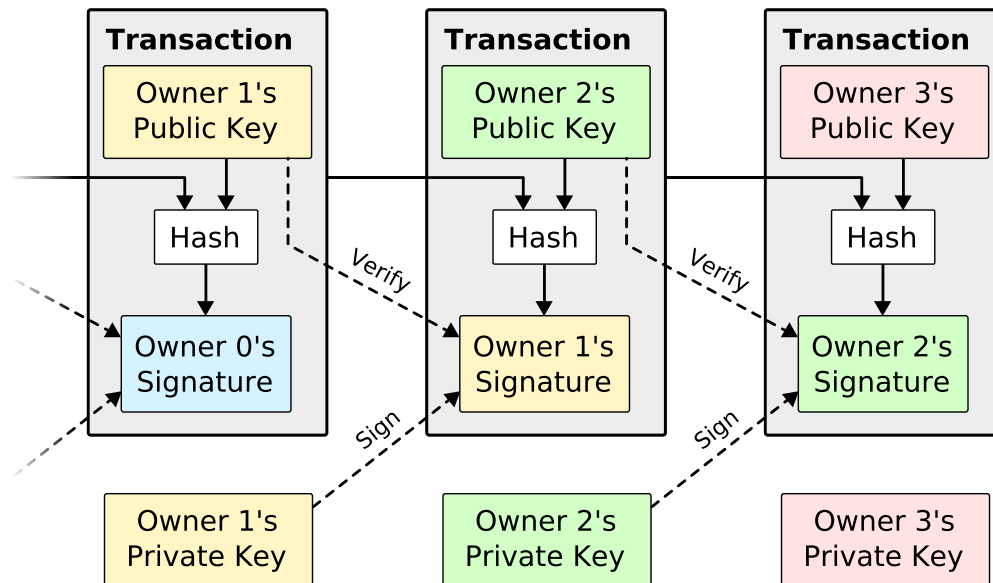 Transaction
Owner 1's
Public Key
Hash
Owner 0's
Signature
Transaction
Owner 2's
Public Key
Hash
Verify
Owner 1's
Signature
Sign
Transaction
Owner 3's
Public Key
Hash
Verify
Owner 2's
Signature
Sign
Owner 1's
Private Key
Owner 2's
Private Key
Owner 3's
Private Key